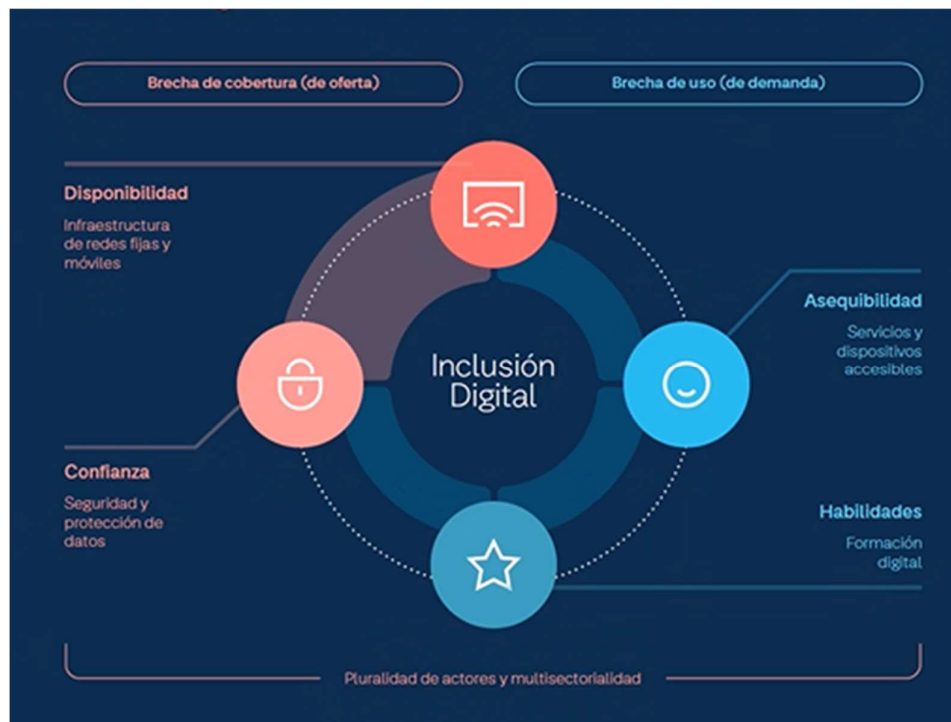 Brecha de cobertura (de oferta)
Brecha de uso (de demanda)
Disponibilidad
Infraestructura
de redes fijas y
móviles
Asequibilidad
Servicios y
dispositivos
accesibles
Inclusión
Digital
Confianza
Seguridad y
protección de
datos
Habilidades
Formación
digital
Pluralidad de actores y multisectorialidad